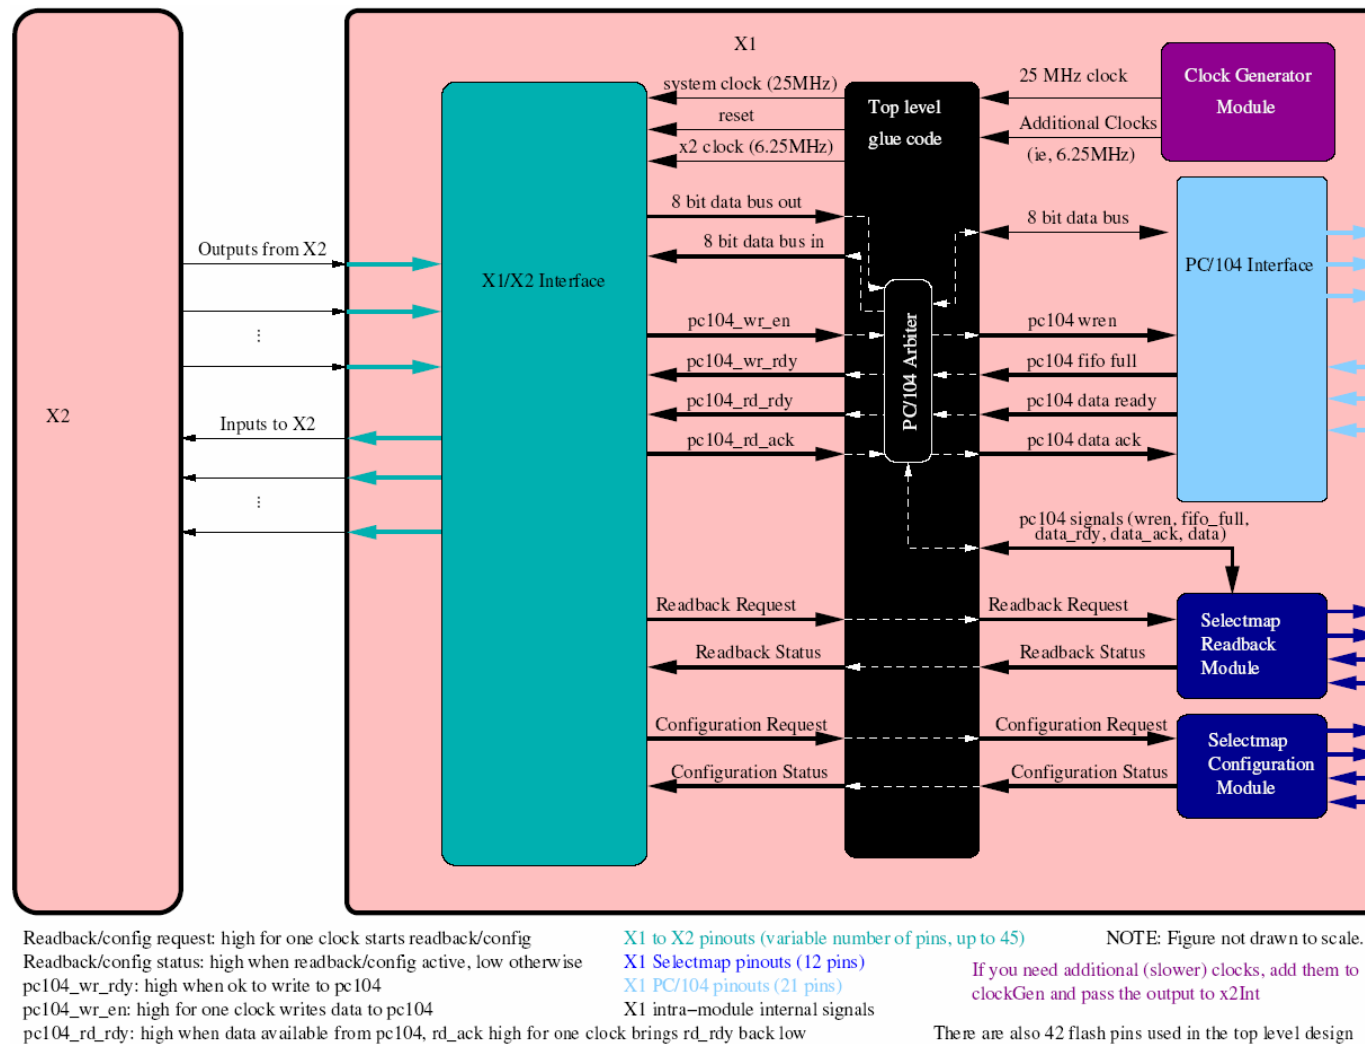 X1
X2
Outputs from X2
⋮
Inputs to X2
⋮
X1/X2 Interface
system clock (25MHz)
reset
x2 clock (6.25MHz)
8 bit data bus out
8 bit data bus in
pc104_wr_en
pc104_wr_rdy
pc104_rd_rdy
pc104_rd_ack
Readback Request
Readback Status
Configuration Request
Configuration Status
Top level
glue code
PC/104 Arbiter
25 MHz clock
Additional Clocks
(ie, 6.25MHz)
8 bit data bus
pc104 wren
pc104 fifo full
pc104 data ready
pc104 data ack
pc104 signals (wren, fifo_full,
data_rdy, data_ack, data)
Readback Request
Readback Status
Configuration Request
Configuration Status
Clock Generator
Module
PC/104 Interface
Selectmap
Readback
Module
Selectmap
Configuration
Module
Readback/config request: high for one clock starts readback/config
Readback/config status: high when readback/config active, low otherwise
pc104_wr_rdy: high when ok to write to pc104
pc104_wr_en: high for one clock writes data to pc104
pc104_rd_rdy: high when data available from pc104, rd_ack high for one clock brings rd_rdy back low
X1 to X2 pinouts (variable number of pins, up to 45)
X1 Selectmap pinouts (12 pins)
X1 PC/104 pinouts (21 pins)
X1 intra−module internal signals
NOTE: Figure not drawn to scale.
If you need additional (slower) clocks, add them to
clockGen and pass the output to x2Int
There are also 42 flash pins used in the top level design